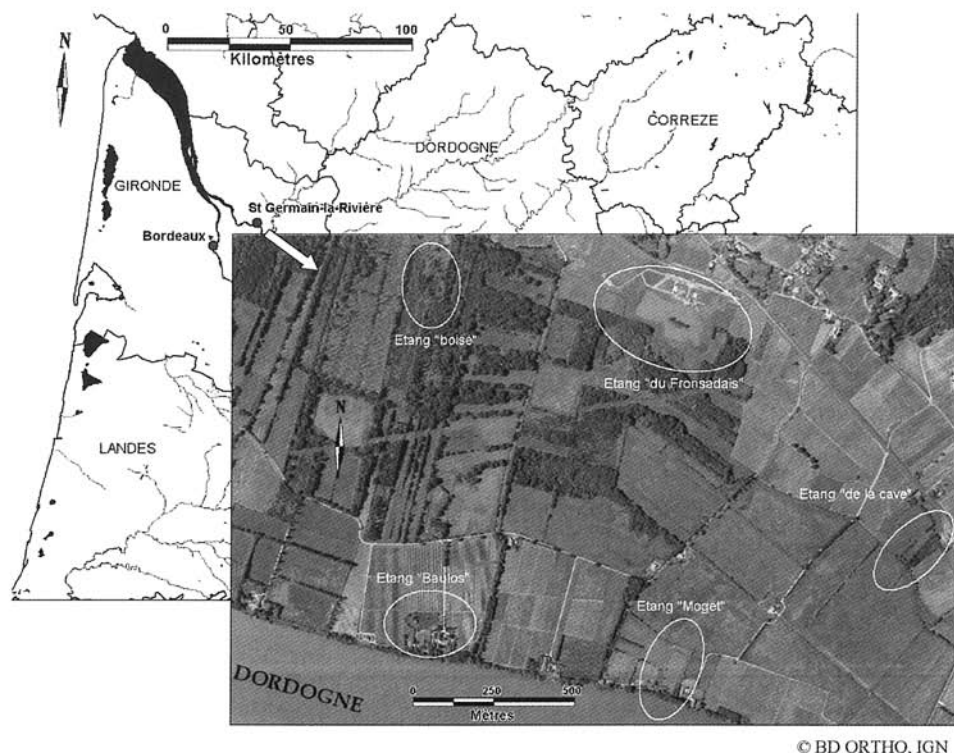 N
0 50 100
Kilomètres
CORREZE
DORDOGNE
GIRONDE
St Germain-la-Rivière
Bordeaux
Etang "boisé"
Etang "du Fronsadais"
N
LANDES
Etang "de la cave"
Etang "Baulos"
Etang "Moget"
DORDOGNE
0 250 500
Mètres
© BD ORTHO, IGN